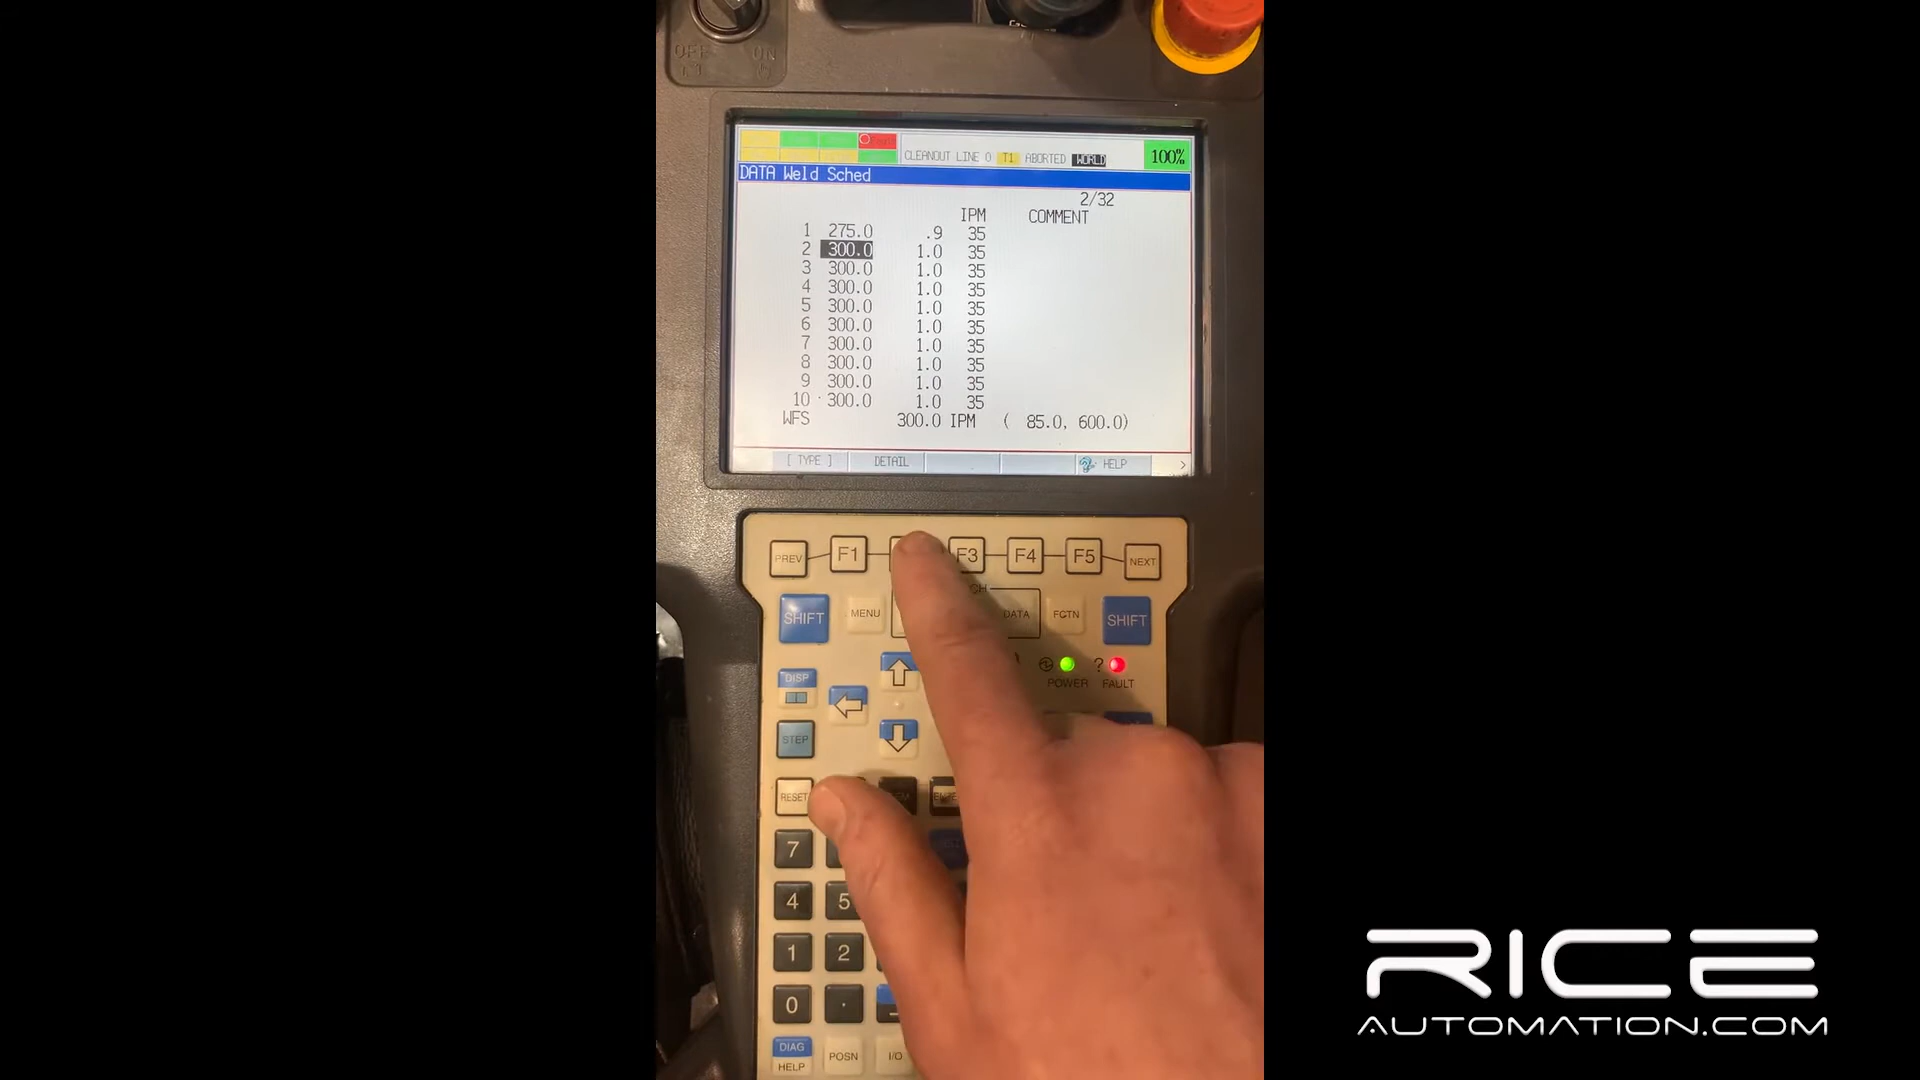 OFF ON
CLEANOUT LINE 0 T1 ABORTED WORLD
100%
DATA Weld Sched
2/32
IPM COMMENT
1 275.0 .9 35
2 300.0 1.0 35
3 300.0 1.0 35
4 300.0 1.0 35
5 300.0 1.0 35
6 300.0 1.0 35
7 300.0 1.0 35
8 300.0 1.0 35
9 300.0 1.0 35
10 300.0 1.0 35
WFS 300.0 IPM ( 85.0, 600.0)
[ TYPE ] DETAIL HELP >
PREV F1 F3 F4 F5 NEXT
SHIFT MENU DATA FCTN SHIFT
DISP
? 
POWER FAULT
STEP
RESET
7
4 5
1 2
0 .
DIAG
HELP POSN I/O
RICE
AUTOMATION.COM